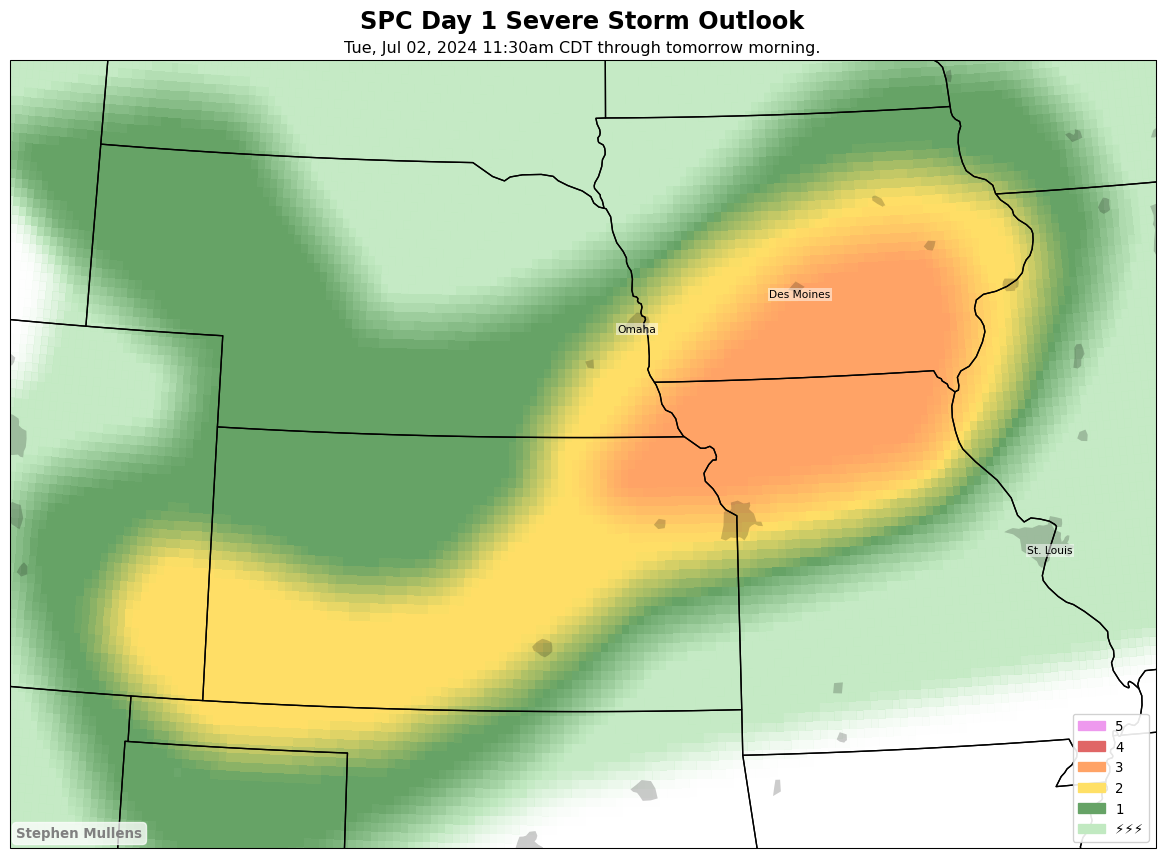 SPC Day 1 Severe Storm Outlook
Tue, Jul 02, 2024 11:30am CDT through tomorrow morning.
Des Moines
Omaha
St. Louis
5
4
3
2
1
⚡⚡⚡
Stephen Mullens